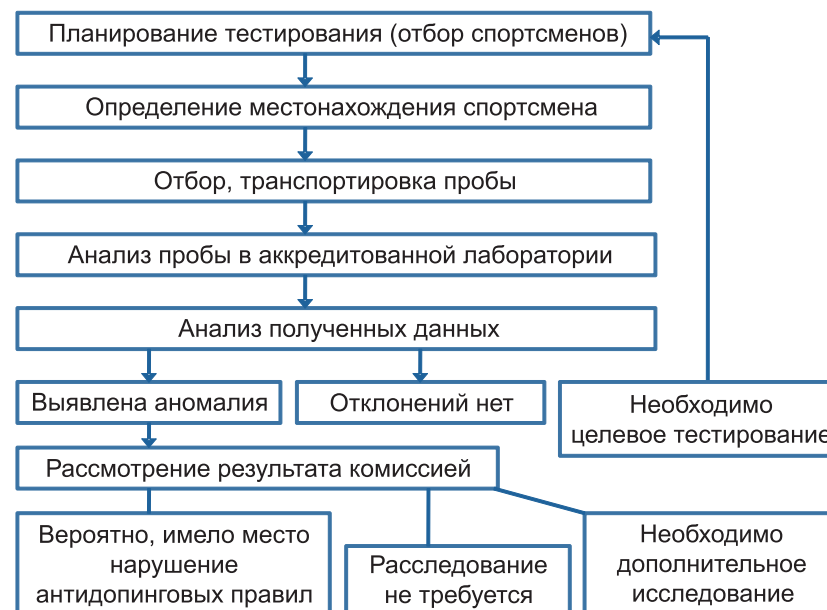 Планирование тестирования (отбор спортсменов)
Определение местонахождения спортсмена
Отбор, транспортировка пробы
Анализ пробы в аккредитованной лаборатории
Анализ полученных данных
Выявлена аномалия
Отклонений нет
Необходимо
целевое тестирование
Рассмотрение результата комиссией
Вероятно, имело место
нарушение
антидопинговых правил
Расследование
не требуется
Необходимо
дополнительное
исследование